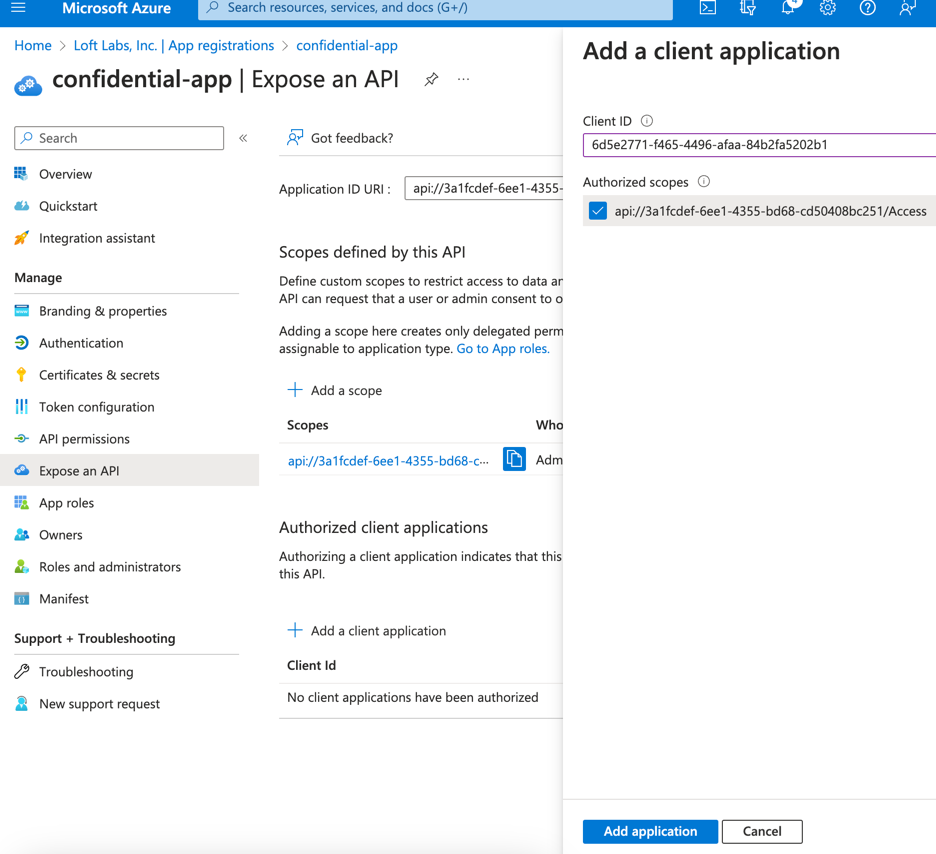 Microsoft Azure
Search resources, services, and docs (G+/)
4
Home > Loft Labs, Inc. | App registrations > confidential-app
confidential-app | Expose an API
...
Search
«
Overview
Quickstart
Integration assistant
Manage
Branding & properties
Authentication
Certificates & secrets
Token configuration
API permissions
Expose an API
App roles
Owners
Roles and administrators
Manifest
Support + Troubleshooting
Troubleshooting
New support request
Got feedback?
Application ID URI : api://3a1fcdef-6ee1-4355-
Scopes defined by this API
Define custom scopes to restrict access to data an
API can request that a user or admin consent to o
Adding a scope here creates only delegated perm
assignable to application type. Go to App roles.
Add a scope
Scopes Who
api://3a1fcdef-6ee1-4355-bd68-c... Adm
Authorized client applications
Authorizing a client application indicates that this
this API.
Add a client application
Client Id
No client applications have been authorized
Add a client application
Client ID
6d5e2771-f465-4496-afaa-84b2fa5202b1
Authorized scopes
api://3a1fcdef-6ee1-4355-bd68-cd50408bc251/Access
Add application
Cancel